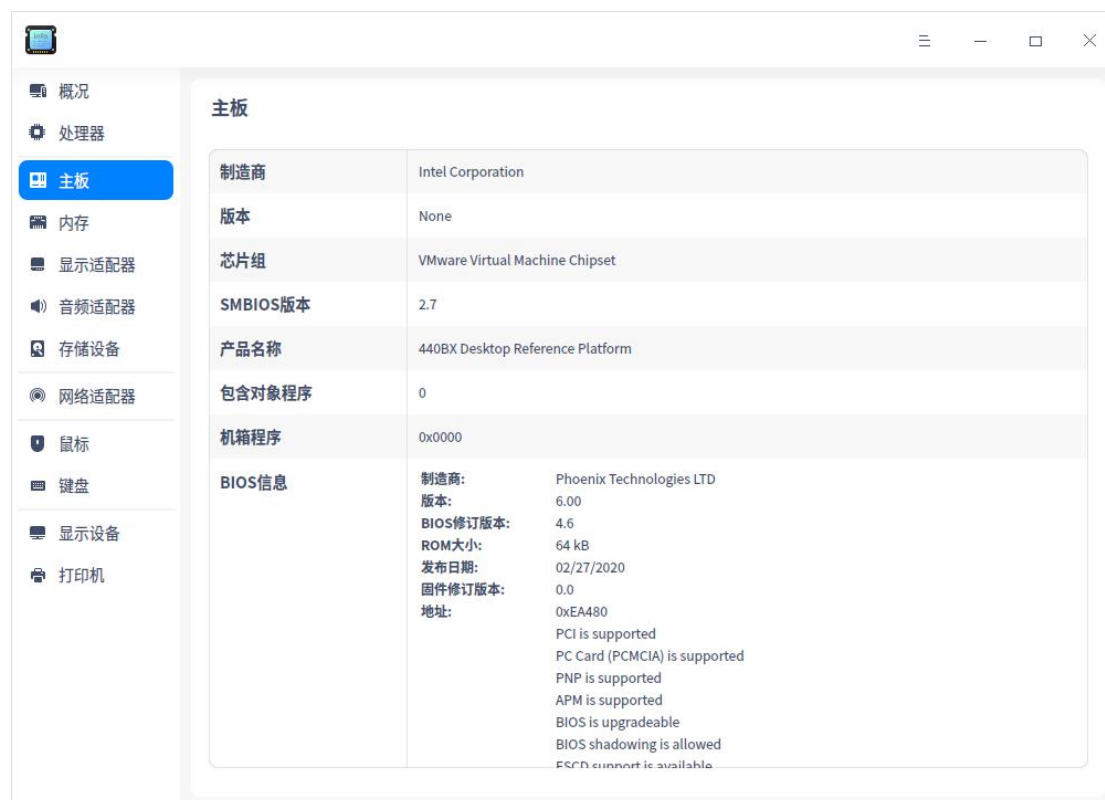 概况
处理器
主板
内存
显示适配器
音频适配器
存储设备
网络适配器
鼠标
键盘
显示设备
打印机
主板
制造商 Intel Corporation
版本 None
芯片组 VMware Virtual Machine Chipset
SMBIOS版本 2.7
产品名称 440BX Desktop Reference Platform
包含对象程序 0
机箱程序 0x0000
BIOS信息 制造商: Phoenix Technologies LTD
版本: 6.00
BIOS修订版本: 4.6
ROM大小: 64 kB
发布日期: 02/27/2020
固件修订版本: 0.0
地址: 0xEA480
PCI is supported
PC Card (PCMCIA) is supported
PNP is supported
APM is supported
BIOS is upgradeable
BIOS shadowing is allowed
ESCD support is available